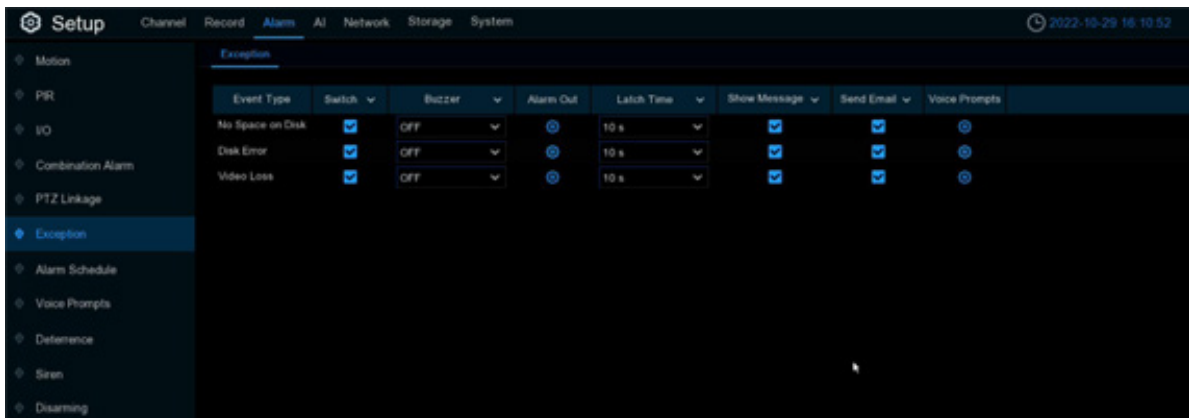 Setup Channel Record Alarm AI Network Storage System 2022-10-29 16:10:52
Motion
PIR
I/O
Combination Alarm
PTZ Linkage
Exception
Alarm Schedule
Voice Prompts
Deterrence
Siren
Disarming
Exception
Event Type Switch Buzzer Alarm Out Latch Time Show Message Send Email Voice Prompts
No Space on Disk OFF 10 s
Disk Error OFF 10 s
Video Loss OFF 10 s